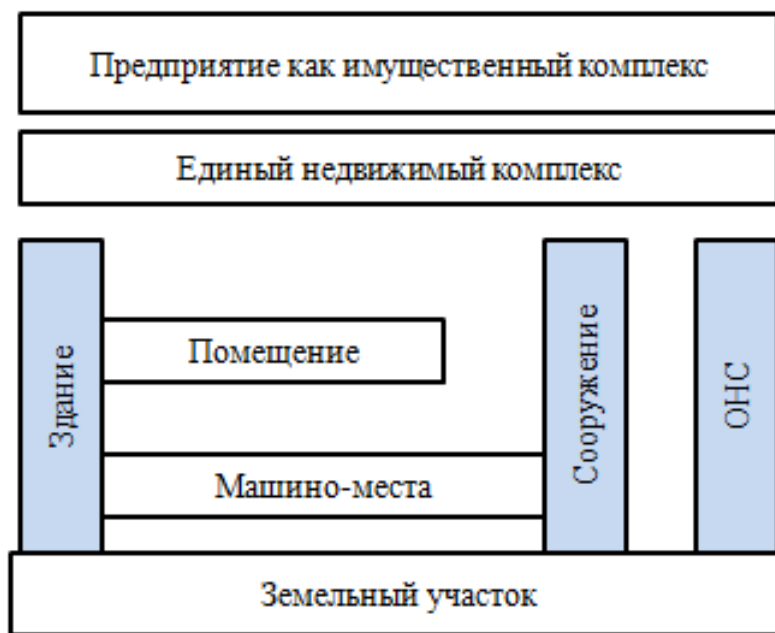 Предприятие как имущественный комплекс
Единый недвижимый комплекс
Здание
Помещение
Машино-места
Сооружение
ОНС
Земельный участок